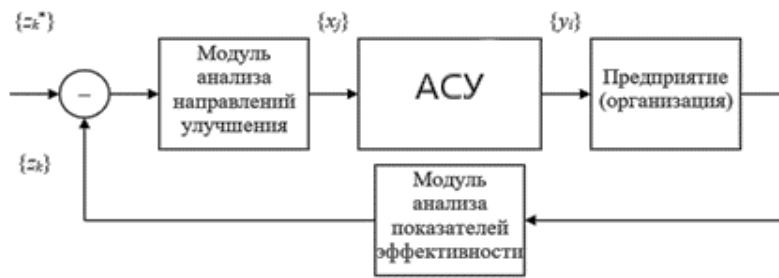 {zₖ*}
{xⱼ}
{yᵢ}
Модуль
анализа
направлений
улучшения
АСУ
Предприятие
(организация)
–
{zₖ}
Модуль
анализа
показателей
эффективности